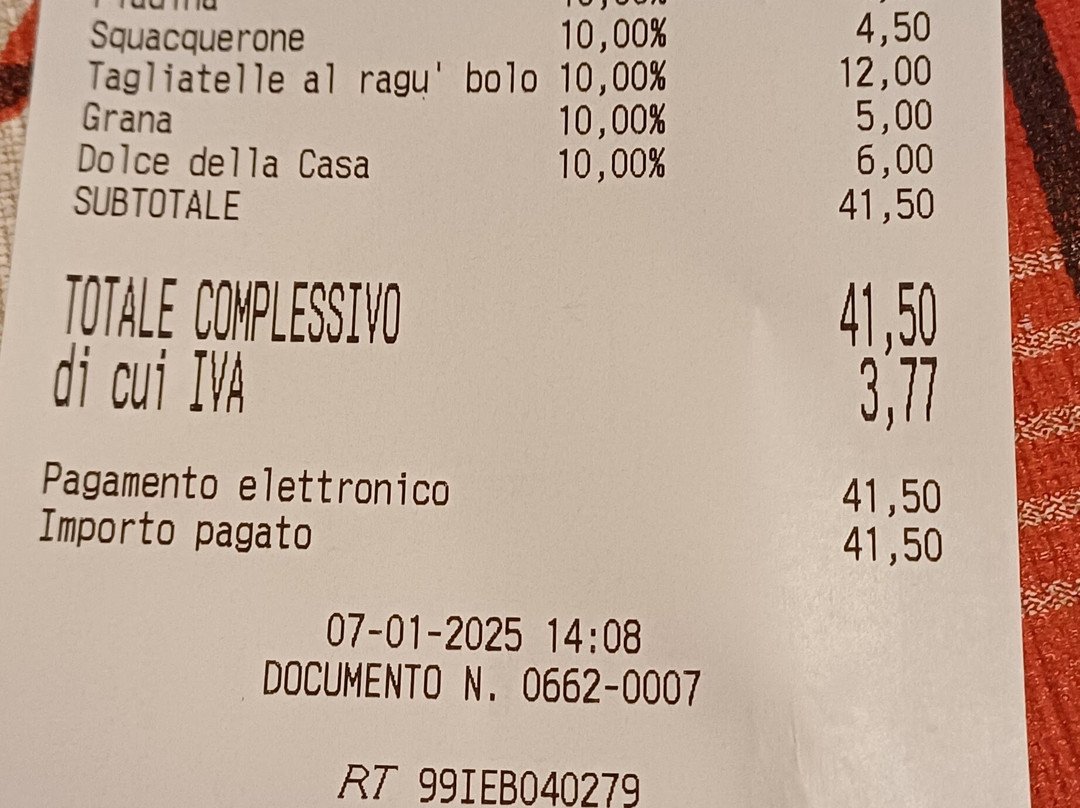 Squacquerone 10,00% 4,50
Tagliatelle al ragu' bolo 10,00% 12,00
Grana 10,00% 5,00
Dolce della Casa 10,00% 6,00
SUBTOTALE 41,50
TOTALE COMPLESSIVO 41,50
di cui IVA 3,77
Pagamento elettronico 41,50
Importo pagato 41,50
07-01-2025 14:08
DOCUMENTO N. 0662-0007
RT 99IEB040279